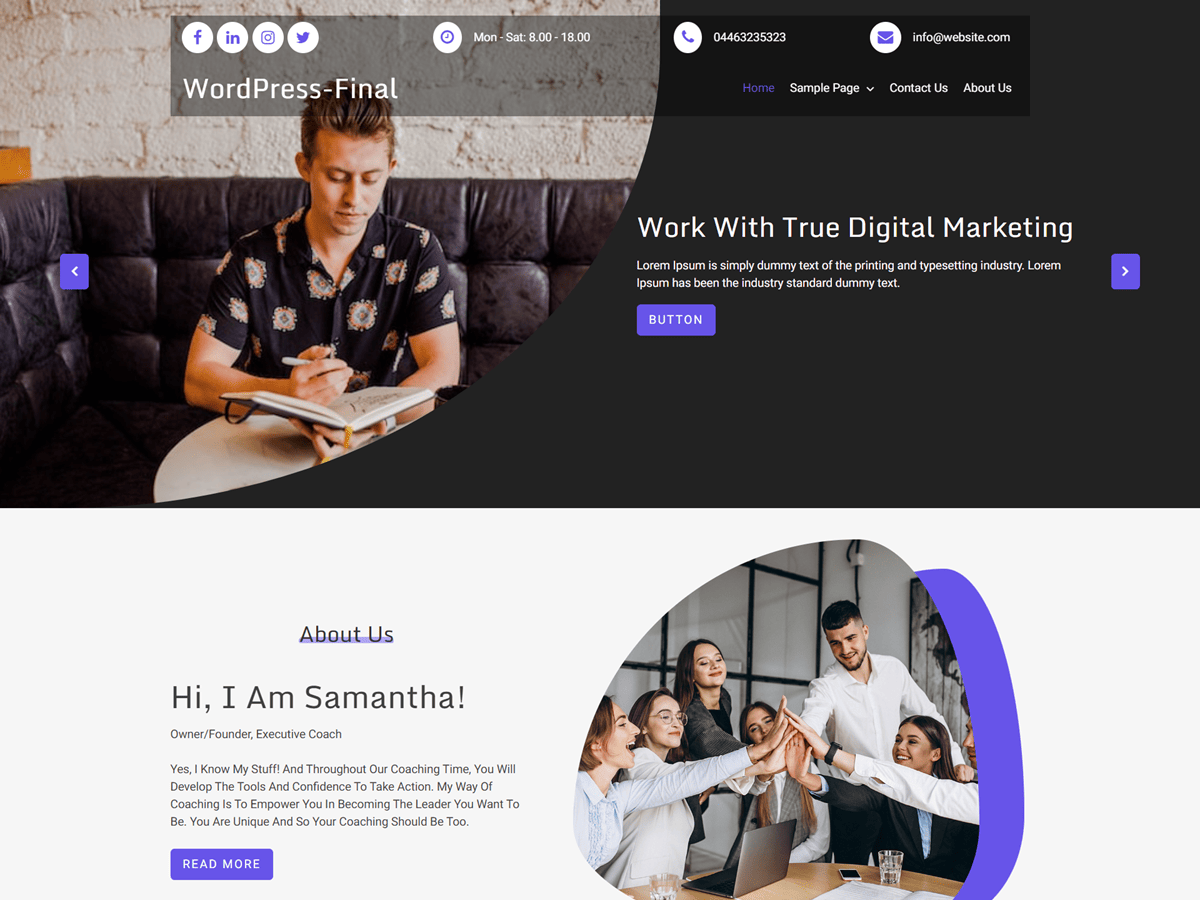 Mon - Sat: 8.00 - 18.00
04463235323
info@website.com
WordPress-Final
Home
Sample Page
Contact Us
About Us
Work With True Digital Marketing
Lorem Ipsum is simply dummy text of the printing and typesetting industry. Lorem
Ipsum has been the industry standard dummy text.
BUTTON
About Us
Hi, I Am Samantha!
Owner/Founder, Executive Coach
Yes, I Know My Stuff! And Throughout Our Coaching Time, You Will
Develop The Tools And Confidence To Take Action. My Way Of
Coaching Is To Empower You In Becoming The Leader You Want To
Be. You Are Unique And So Your Coaching Should Be Too.
READ MORE